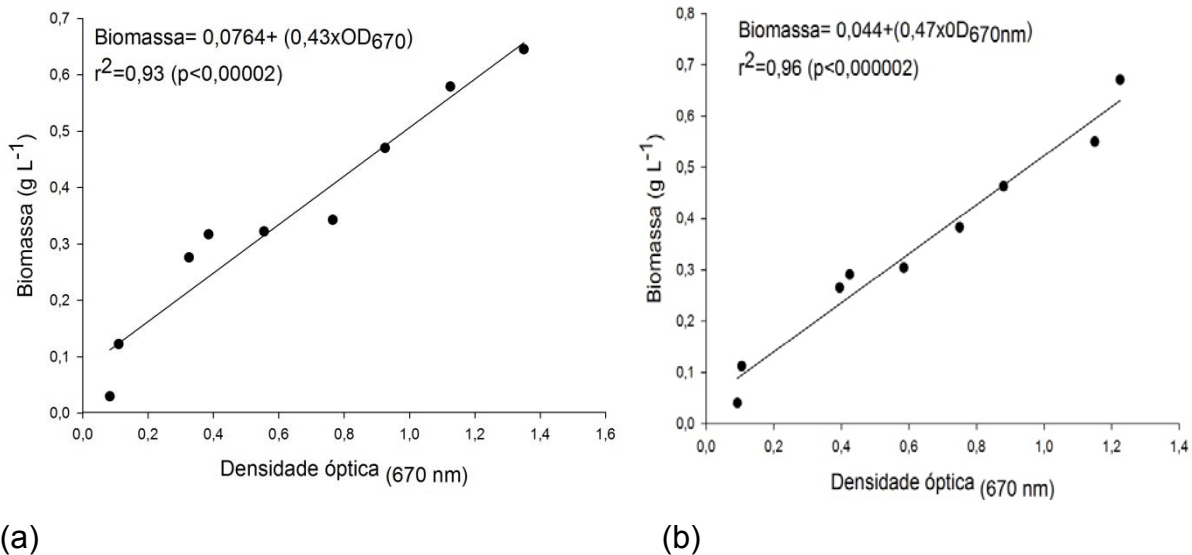 Biomassa= 0,0764+ (0,43xOD670)
r2=0,93 (p<0,00002)
0,7
0,6
0,5
0,4
0,3
0,2
0,1
0,0
Biomassa (g L-1)
0,0 0,2 0,4 0,6 0,8 1,0 1,2 1,4 1,6
Densidade óptica (670 nm)
(a)
Biomassa= 0,044+(0,47x0D670nm)
r2=0,96 (p<0,000002)
0,8
0,7
0,6
0,5
0,4
0,3
0,2
0,1
0,0
Biomassa (g L-1)
0,0 0,2 0,4 0,6 0,8 1,0 1,2 1,4
Densidade óptica (670 nm)
(b)